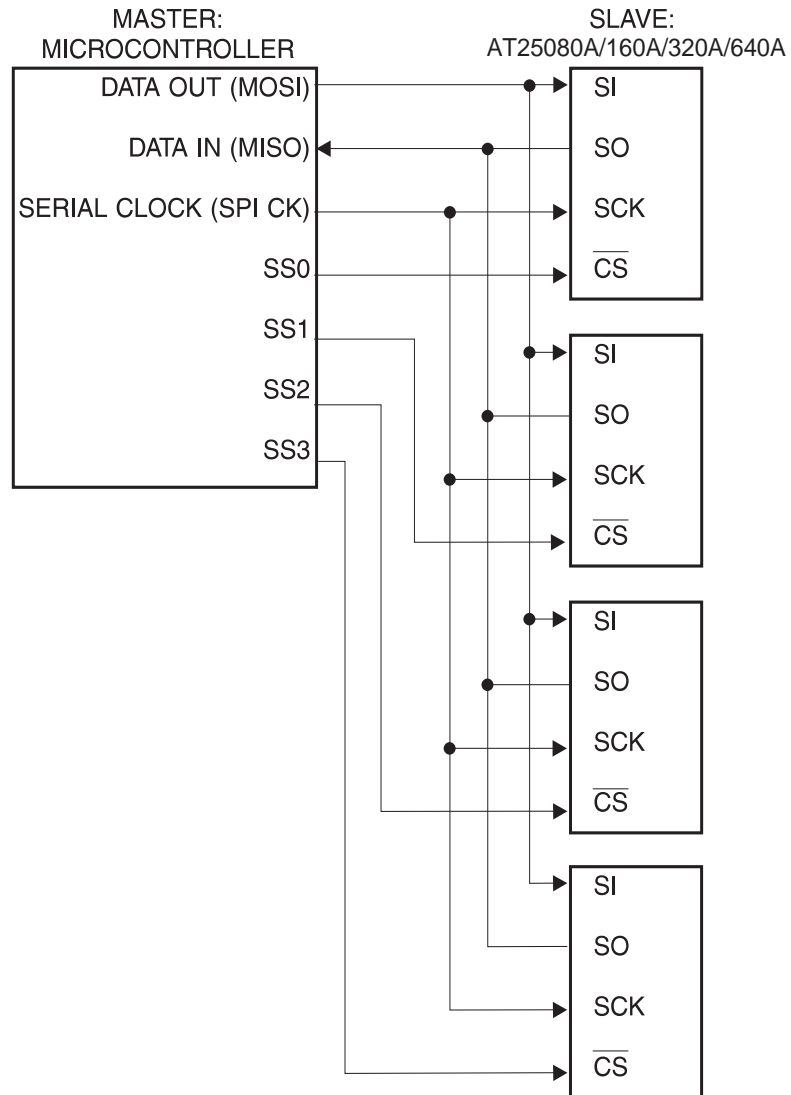 MASTER:
MICROCONTROLLER
SLAVE:
AT25080A/160A/320A/640A
DATA OUT (MOSI)
DATA IN (MISO)
SERIAL CLOCK (SPI CK)
SS0
SS1
SS2
SS3
SI
SO
SCK
CS
SI
SO
SCK
CS
SI
SO
SCK
CS
SI
SO
SCK
CS